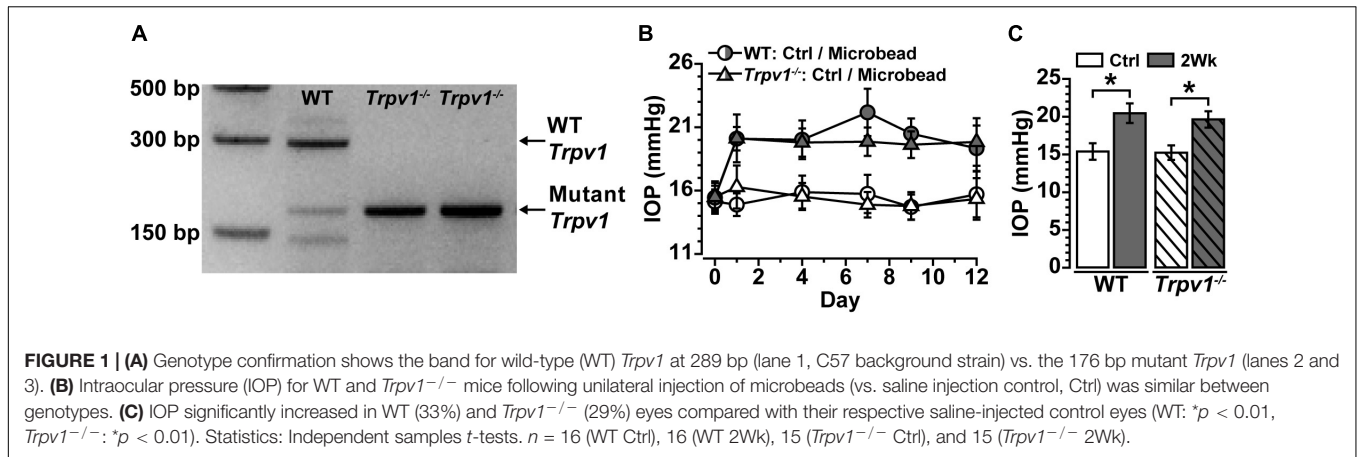 A
500 bp
300 bp
150 bp
WT
Trpv1-/-
Trpv1-/-
WT
Trpv1
Mutant
Trpv1
B
WT: Ctrl / Microbead
Trpv1-/-: Ctrl / Microbead
IOP (mmHg)
26
21
16
11
0 2 4 6 8 10 12
Day
C
Ctrl 2Wk
IOP (mmHg)
25
20
15
10
5
0
* *
WT Trpv1-/-
FIGURE 1 | (A) Genotype confirmation shows the band for wild-type (WT) Trpv1 at 289 bp (lane 1, C57 background strain) vs. the 176 bp mutant Trpv1 (lanes 2 and
3). (B) Intraocular pressure (IOP) for WT and Trpv1−/− mice following unilateral injection of microbeads (vs. saline injection control, Ctrl) was similar between
genotypes. (C) IOP significantly increased in WT (33%) and Trpv1−/− (29%) eyes compared with their respective saline-injected control eyes (WT: *p < 0.01,
Trpv1−/−: *p < 0.01). Statistics: Independent samples t-tests. n = 16 (WT Ctrl), 16 (WT 2Wk), 15 (Trpv1−/− Ctrl), and 15 (Trpv1−/− 2Wk).